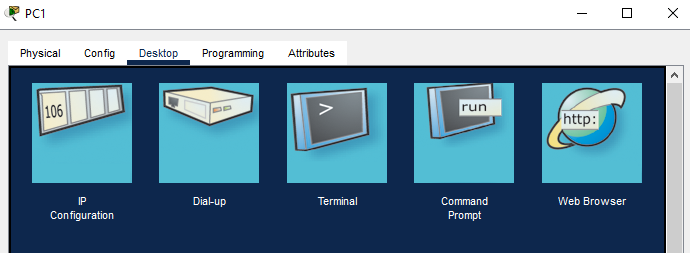 PC1
Physical Config Desktop Programming Attributes
106
>
run
http:
IP
Configuration
Dial-up
Terminal
Command
Prompt
Web Browser